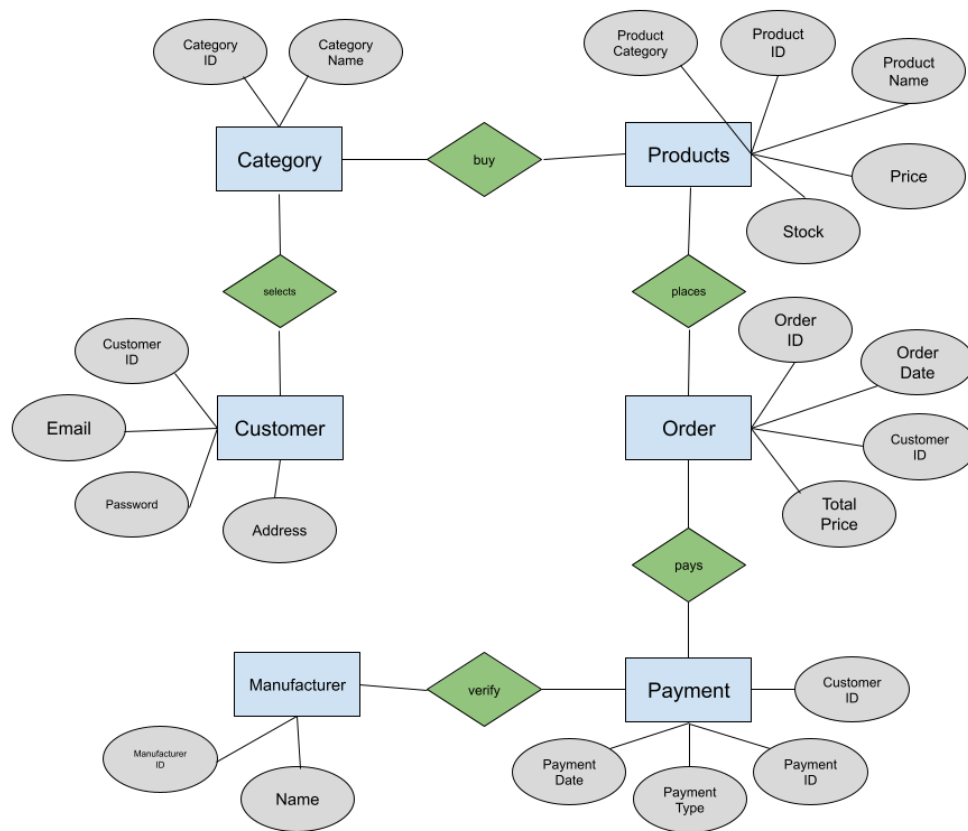 Category
ID
Category
Name
Product
Category
Product
ID
Product
Name
Category
buy
Products
Price
Stock
selects
places
Order
ID
Customer
ID
Order
Date
Email
Customer
Order
Customer
ID
Password
Address
Total
Price
pays
Manufacturer
verify
Payment
Customer
ID
Manufacturer
ID
Name
Payment
Date
Payment
Type
Payment
ID